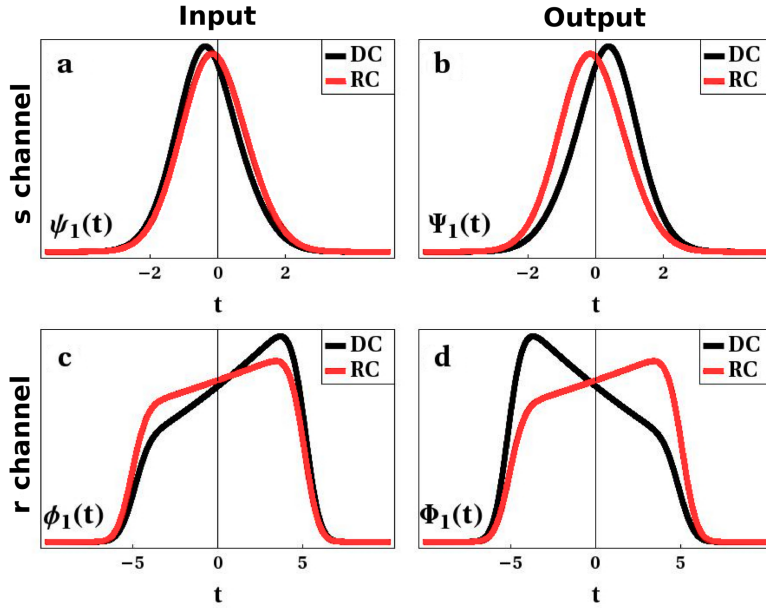 Input
Output
s channel
r channel
a
DC
RC
ψ₁(t)
−2
0
2
t
b
DC
RC
Ψ₁(t)
−2
0
2
t
c
DC
RC
ϕ₁(t)
−5
0
5
t
d
DC
RC
Φ₁(t)
−5
0
5
t